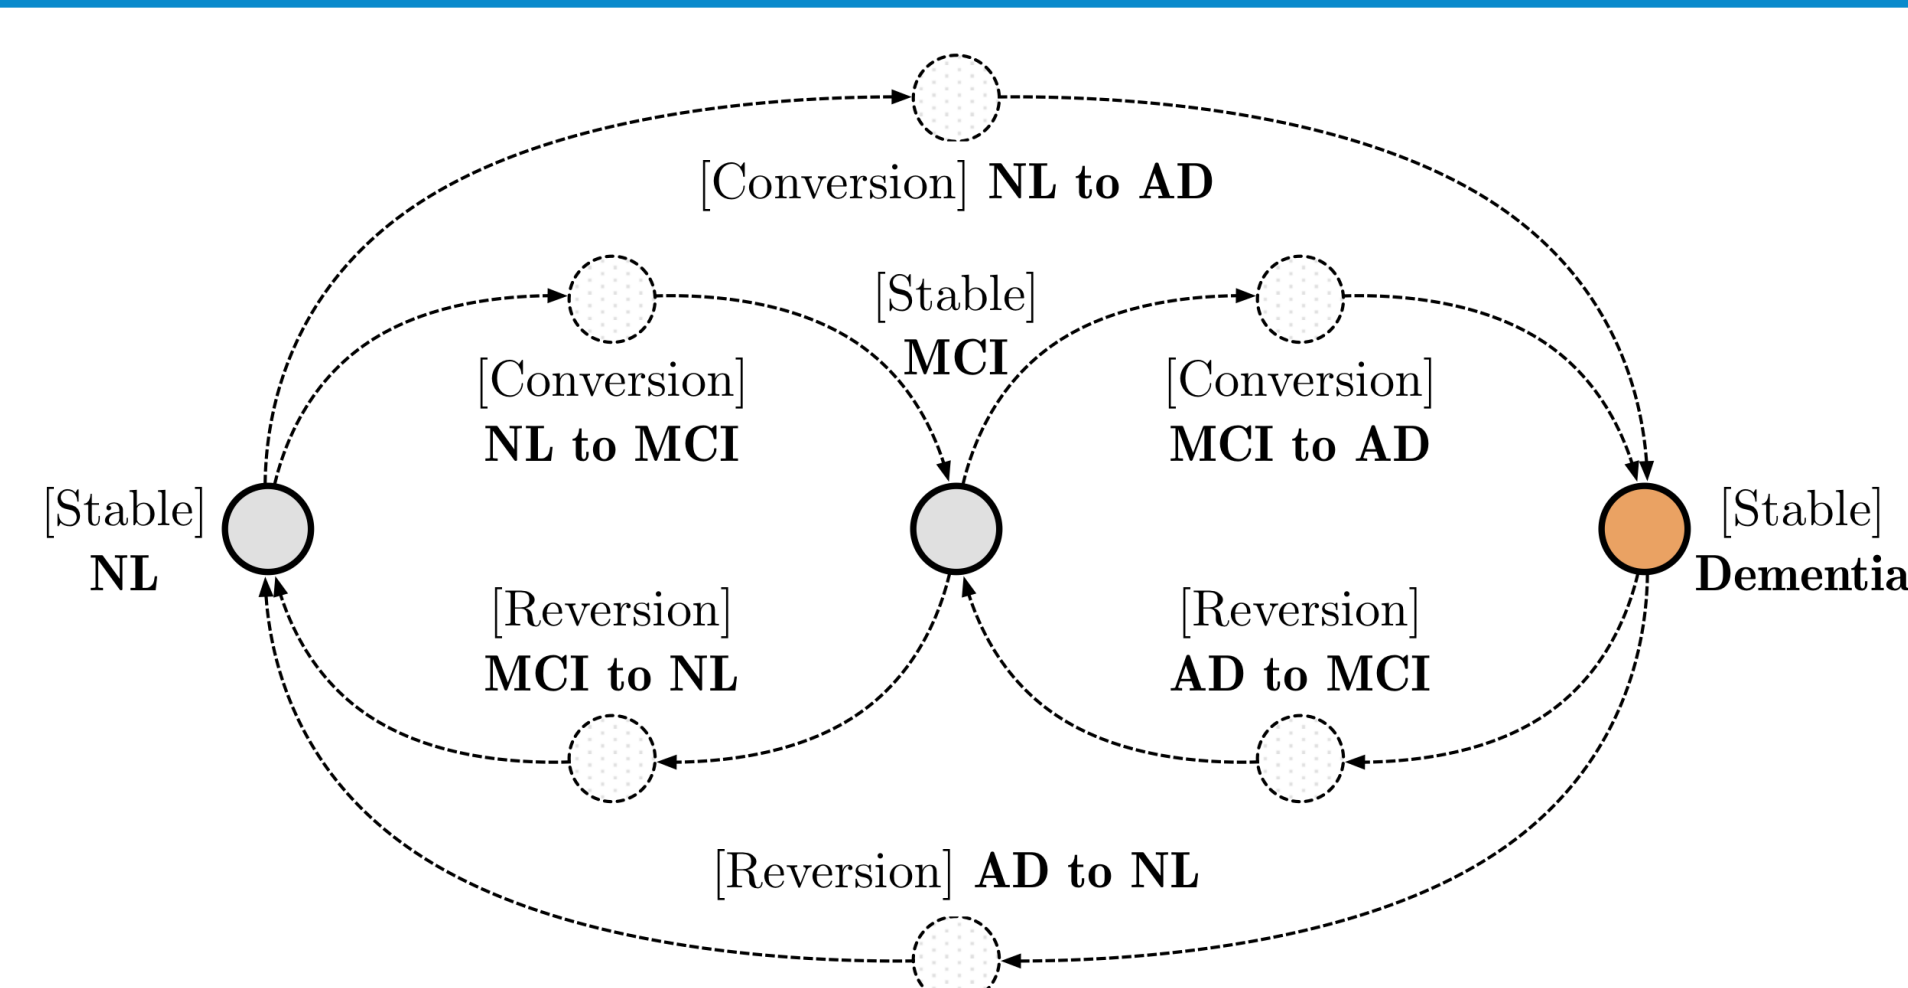 [Conversion] NL to AD
[Stable]
MCI
[Conversion]
NL to MCI
[Conversion]
MCI to AD
[Stable]
NL
[Stable]
Dementia
[Reversion]
MCI to NL
[Reversion]
AD to MCI
[Reversion] AD to NL